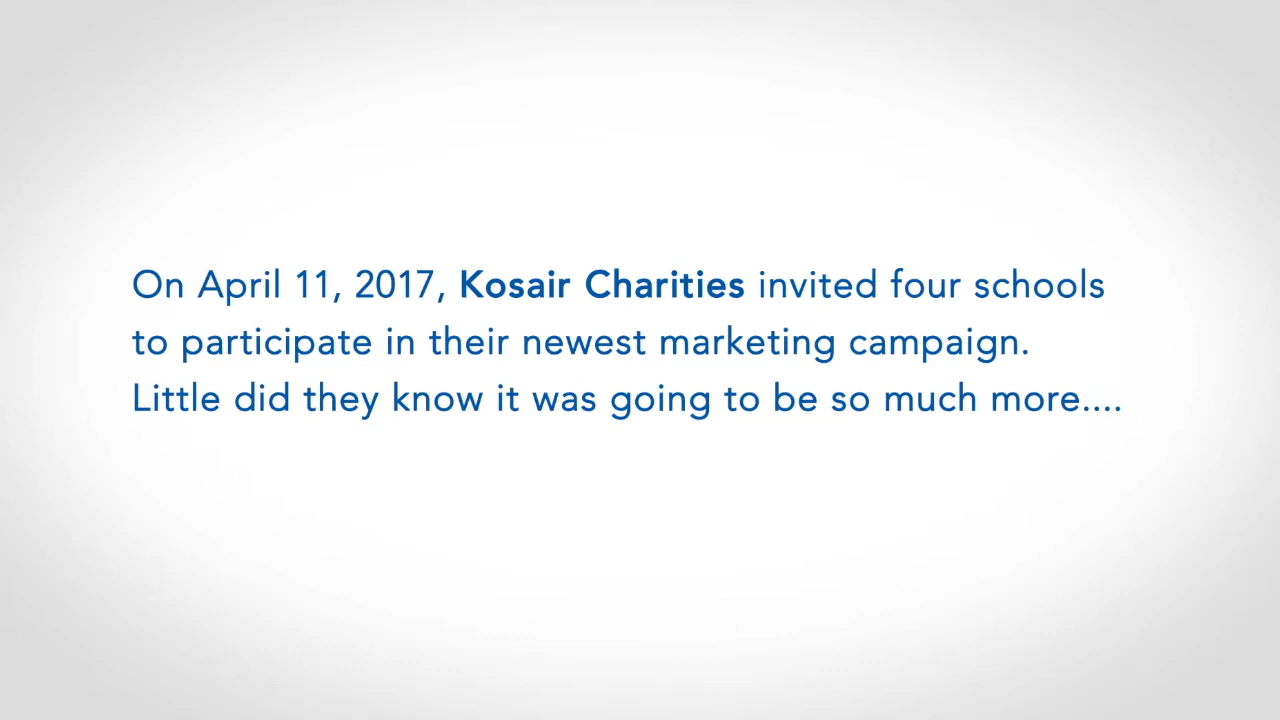 On April 11, 2017, Kosair Charities invited four schools
to participate in their newest marketing campaign.
Little did they know it was going to be so much more....